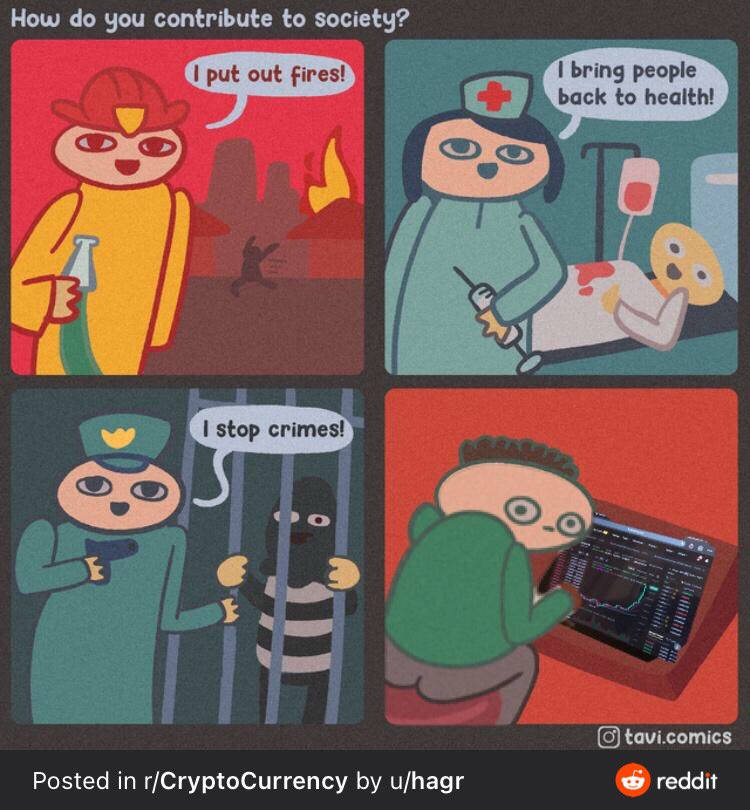 How do you contribute to society?
I put out fires!
I bring people
back to health!
I stop crimes!
tavi.comics
Posted in r/CryptoCurrency by u/hagr
reddit